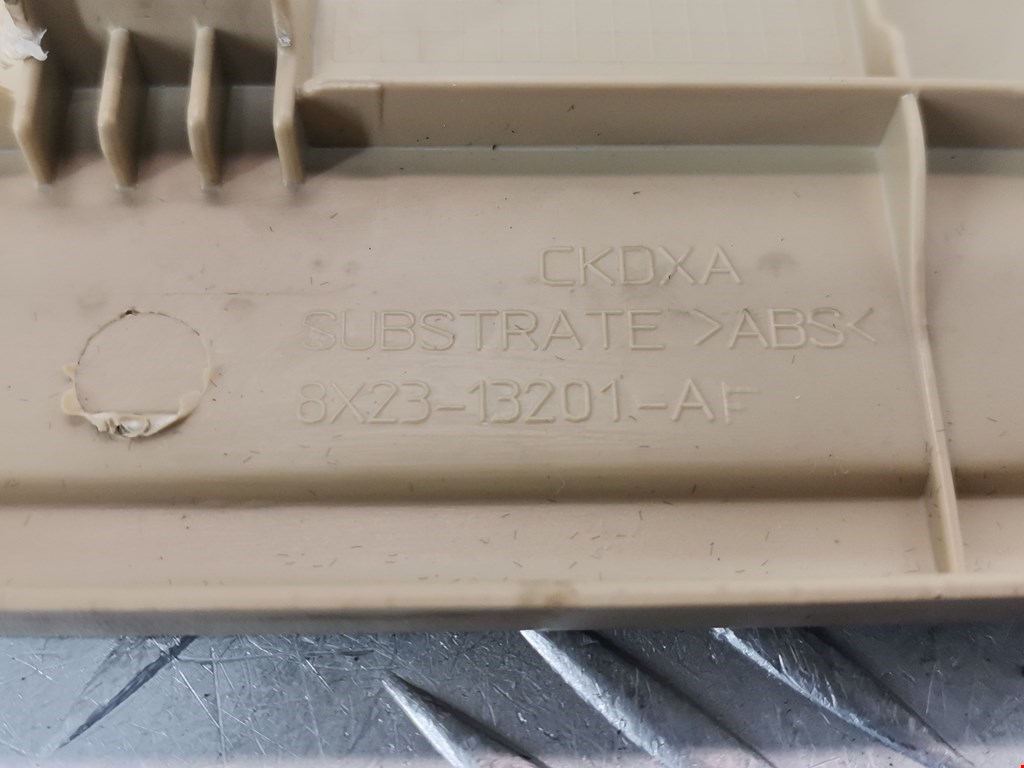 CKDXA
SUBSTRATE >ABS<
8X23-13201-AF